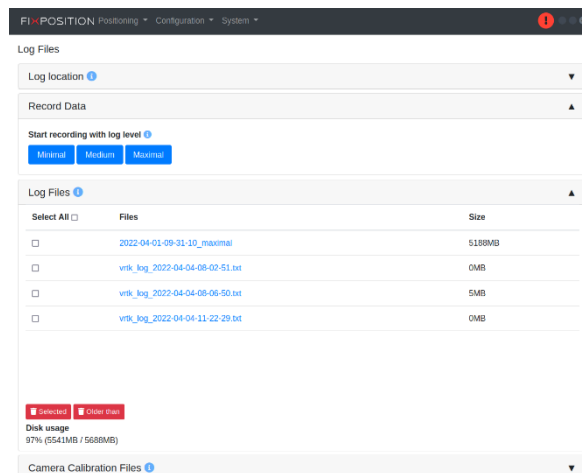 FIXPOSITION Positioning Configuration System
Log Files
Log location
Record Data
Start recording with log level
Minimal Medium Maximal
Log Files
Select All Files Size
2022-04-01-09-31-10_maximal 5188MB
vrtk_log_2022-04-04-08-02-51.txt 0MB
vrtk_log_2022-04-04-08-06-50.txt 5MB
vrtk_log_2022-04-04-11-22-29.txt 0MB
Selected Older than
Disk usage
97% (5541MB / 5688MB)
Camera Calibration Files